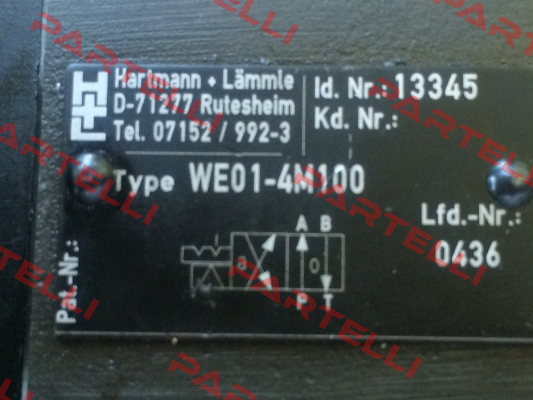 Hartmann + Lämmle
D-71277 Rutesheim
Tel. 07152 / 992-3
Id. Nr.: 13345
Kd. Nr.:
Type WE01-4M100
Lfd.-Nr.:
0436
A B
a o
P T
Pat.-Nr.:
PARTELLI
PARTELLI
PARTELLI
PARTELLI
PARTELLI
PARTELLI